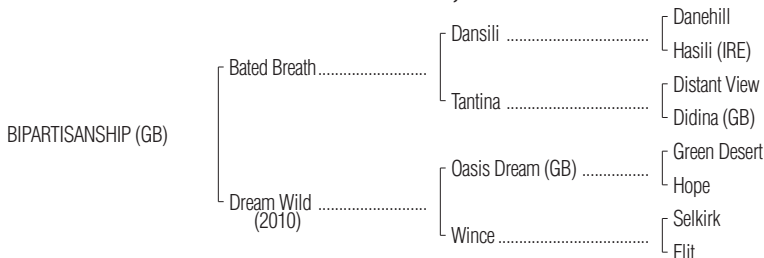 Danehill
Dansili ........................................
Hasili (IRE)
Bated Breath..............................
Distant View
Tantina ........................................
Didina (GB)
BIPARTISANSHIP (GB)
Green Desert
Oasis Dream (GB) ...................
Hope
Dream Wild ..............................
(2010)
Selkirk
Wince..........................................
Flit